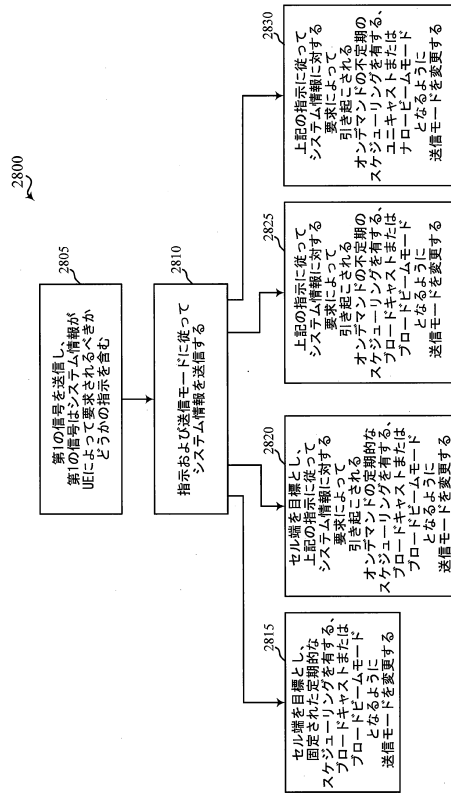 2800
2805
第1の信号を送信し、
第1の信号はシステム情報が
UEによって要求されるべきか
どうかの指示を含む
2810
指示および送信モードに従って
システム情報を送信する
2815
セル端を目標とし、
固定された定期的な
スケジューリングを有する、
ブロードキャストまたは
ブロードビームモード
となるように
送信モードを変更する
2820
セル端を目標とし、
上記の指示に従って
システム情報に対する
要求によって
引き起こされる
オンデマンドの定期的な
スケジューリングを有する、
ブロードキャストまたは
ブロードビームモード
となるように
送信モードを変更する
2825
上記の指示に従って
システム情報に対する
要求によって
引き起こされる
オンデマンドの不定期の
スケジューリングを有する、
ブロードキャストまたは
ブロードビームモード
となるように
送信モードを変更する
2830
上記の指示に従って
システム情報に対する
要求によって
引き起こされる
オンデマンドの不定期の
スケジューリングを有する、
ユニキャストまたは
ナロービームモード
となるように
送信モードを変更する